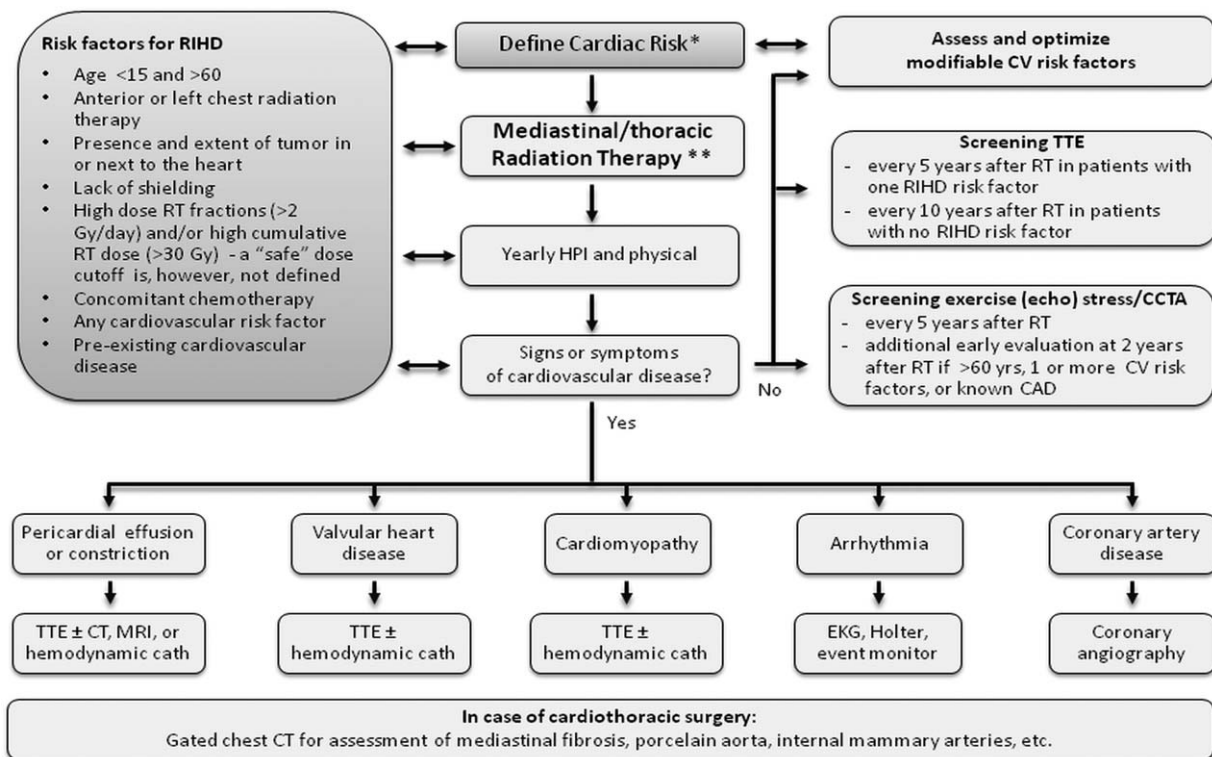 Risk factors for RIHD
• Age <15 and >60
• Anterior or left chest radiation
therapy
• Presence and extent of tumor in
or next to the heart
• Lack of shielding
• High dose RT fractions (>2
Gy/day) and/or high cumulative
RT dose (>30 Gy) - a “safe” dose
cutoff is, however, not defined
• Concomitant chemotherapy
• Any cardiovascular risk factor
• Pre-existing cardiovascular
disease
Define Cardiac Risk*
Mediastinal/thoracic
Radiation Therapy **
Yearly HPI and physical
Signs or symptoms
of cardiovascular disease?
No
Yes
Assess and optimize
modifiable CV risk factors
Screening TTE
- every 5 years after RT in patients with
one RIHD risk factor
- every 10 years after RT in patients
with no RIHD risk factor
Screening exercise (echo) stress/CCTA
- every 5 years after RT
- additional early evaluation at 2 years
after RT if >60 yrs, 1 or more CV risk
factors, or known CAD
Pericardial effusion
or constriction
Valvular heart
disease
Cardiomyopathy
Arrhythmia
Coronary artery
disease
TTE ± CT, MRI, or
hemodynamic cath
TTE ±
hemodynamic cath
TTE ±
hemodynamic cath
EKG, Holter,
event monitor
Coronary
angiography
In case of cardiothoracic surgery:
Gated chest CT for assessment of mediastinal fibrosis, porcelain aorta, internal mammary arteries, etc.